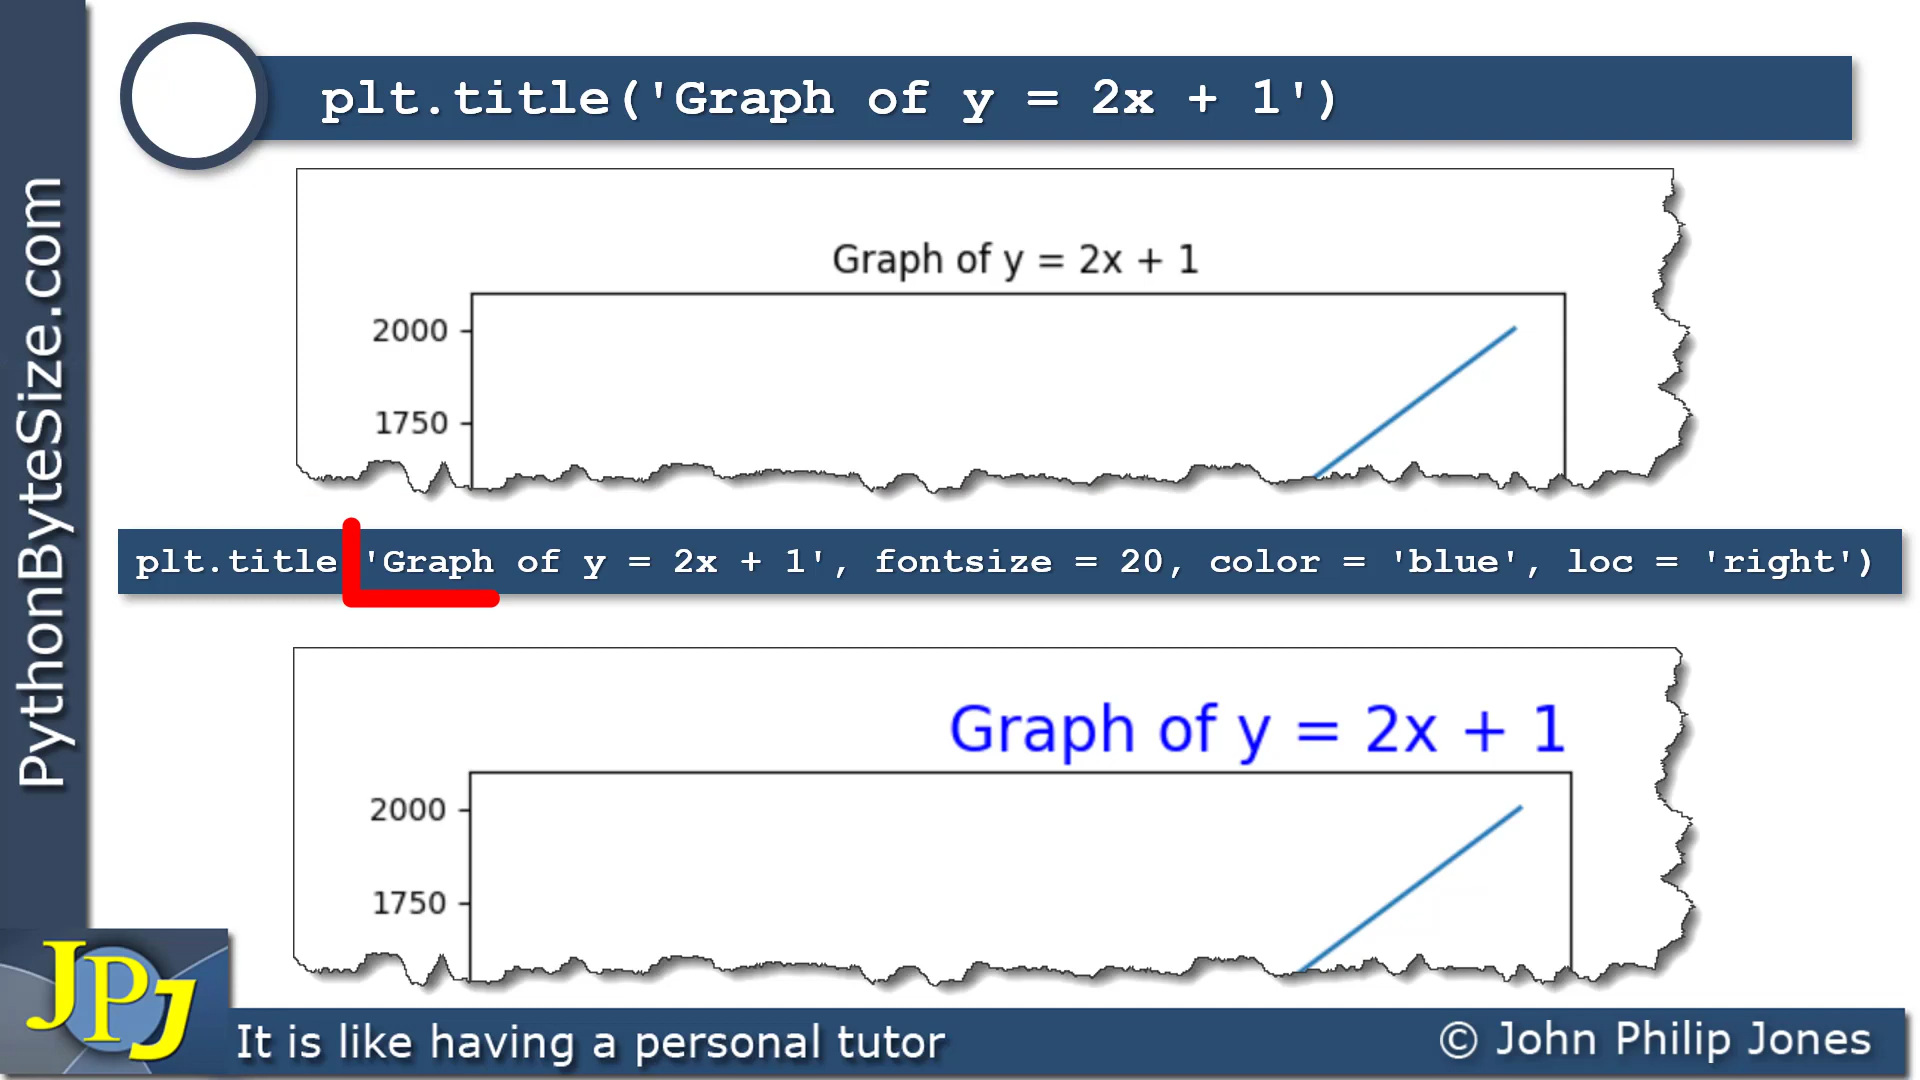 plt.title('Graph of y = 2x + 1')
Graph of y = 2x + 1
2000
1750
plt.title 'Graph of y = 2x + 1', fontsize = 20, color = 'blue', loc = 'right')
Graph of y = 2x + 1
2000
1750
PythonByteSize.com
JPJ
It is like having a personal tutor
© John Philip Jones